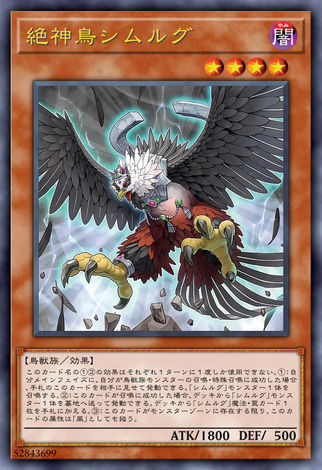 絶神鳥シムルグ
闇
【鳥獣族／効果】
このカード名の①②の効果はそれぞれ１ターンに１度しか使用できない。①：自
分メインフェイズに、自分が鳥獣族モンスターの召喚・特殊召喚に成功した場合
、手札のこのカードを相手に見せて発動できる。「シムルグ」モンスター１体を
召喚する。②：このカードが召喚に成功した場合、デッキから「シムルグ」モン
スター１体を墓地へ送って発動できる。デッキから「シムルグ」魔法・罠カード１
枚を手札に加える。③：このカードがモンスターゾーンに存在する限り、このカー
ドの属性は「風」としても扱う。
ATK/1800 DEF/ 500
52843699